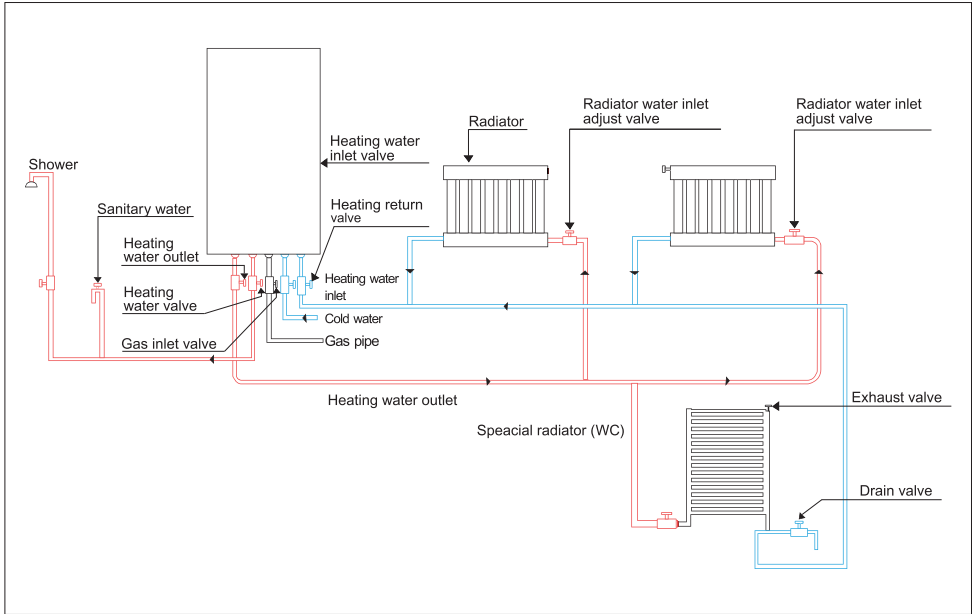 Radiator water inlet
adjust valve
Radiator water inlet
adjust valve
Radiator
Heating water
inlet valve
Shower
Sanitary water
Heating return
valve
Heating
water outlet
Heating water
inlet
Heating
water valve
Cold water
Gas inlet valve
Gas pipe
Heating water outlet
Exhaust valve
Speacial radiator (WC)
Drain valve